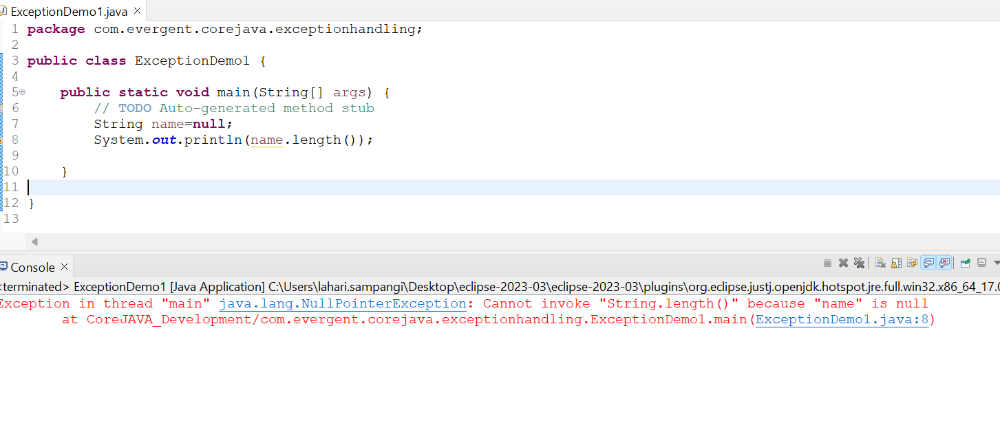 ExceptionDemo1.java
1 package com.evergent.corejava.exceptionhandling;
2
3 public class ExceptionDemo1 {
4
5 public static void main(String[] args) {
6 // TODO Auto-generated method stub
7 String name=null;
8 System.out.println(name.length());
9
10 }
11
12 }
13
Console
<terminated> ExceptionDemo1 [Java Application] C:\Users\lahari.sampangi\Desktop\eclipse-2023-03\eclipse-2023-03\plugins\org.eclipse.justj.openjdk.hotspot.jre.full.win32.x86_64_17.0
Exception in thread "main" java.lang.NullPointerException: Cannot invoke "String.length()" because "name" is null
at CoreJAVA_Development/com.evergent.corejava.exceptionhandling.ExceptionDemo1.main(ExceptionDemo1.java:8)